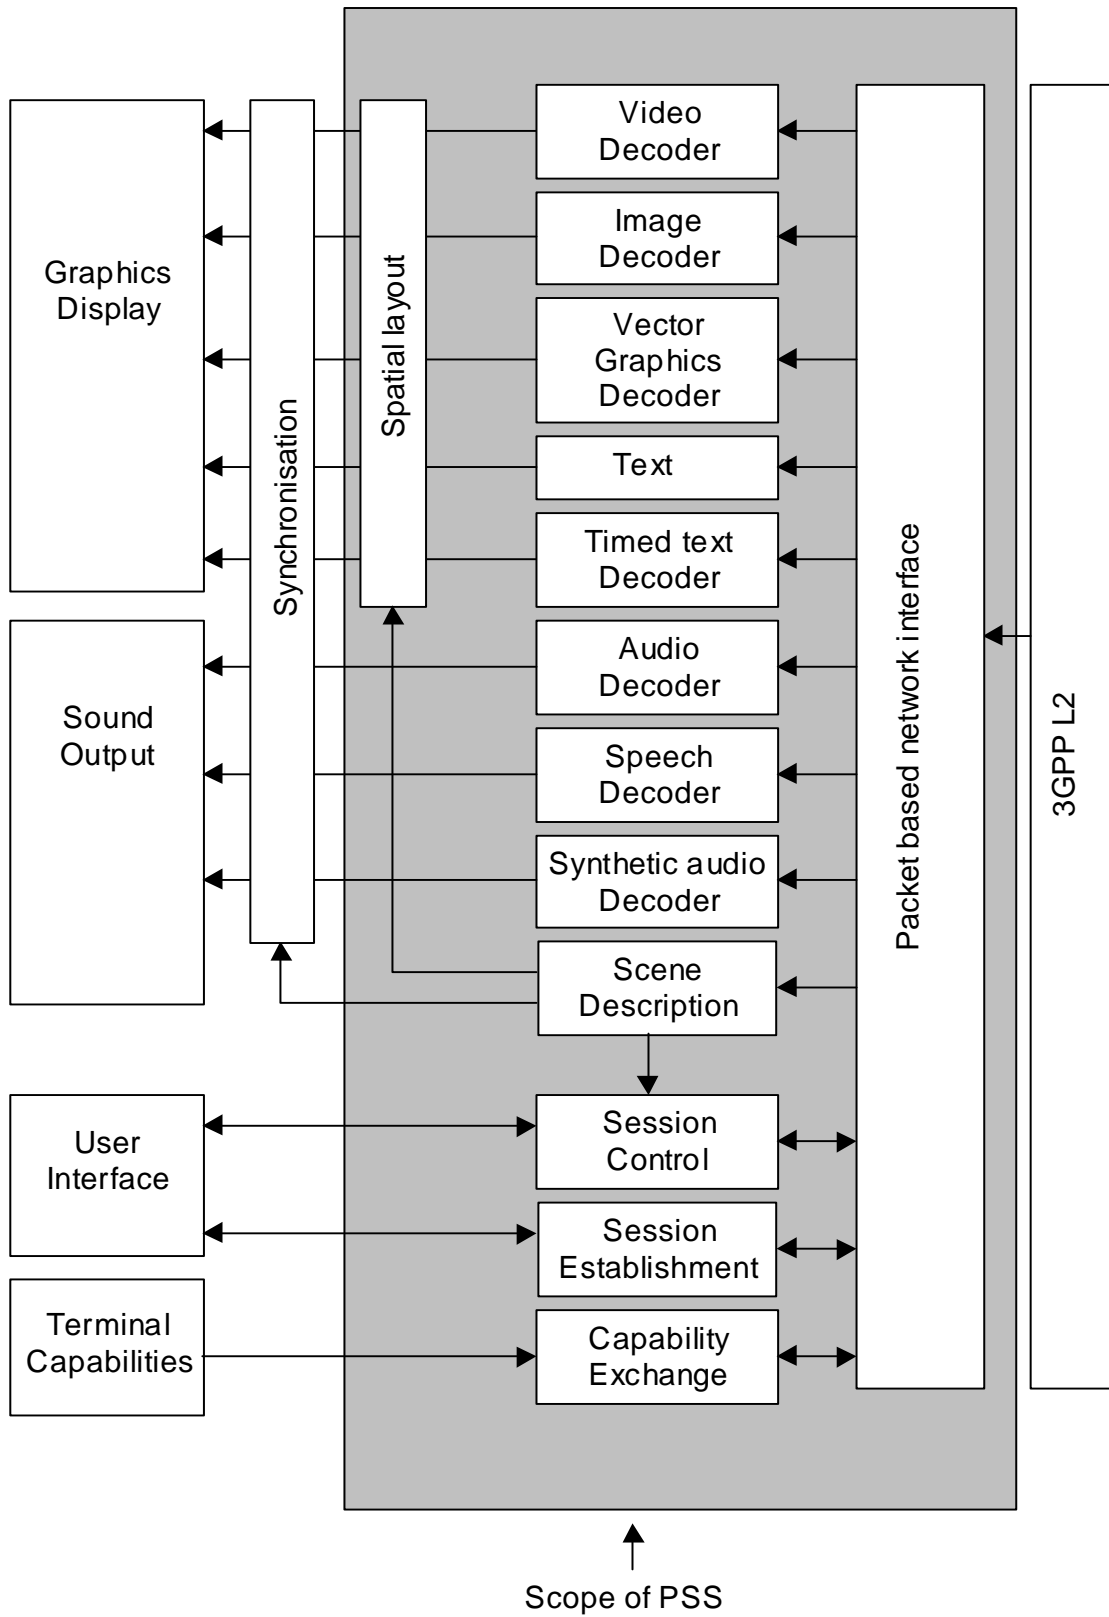 Video
Decoder
Image
Decoder
Graphics
Display
Vector
Graphics
Decoder
Spatial layout
Synchronisation
Text
Timed text
Decoder
Packet based network interface
3GPP L2
Audio
Decoder
Sound
Output
Speech
Decoder
Synthetic audio
Decoder
Scene
Description
User
Interface
Session
Control
Session
Establishment
Terminal
Capabilities
Capability
Exchange
Scope of PSS